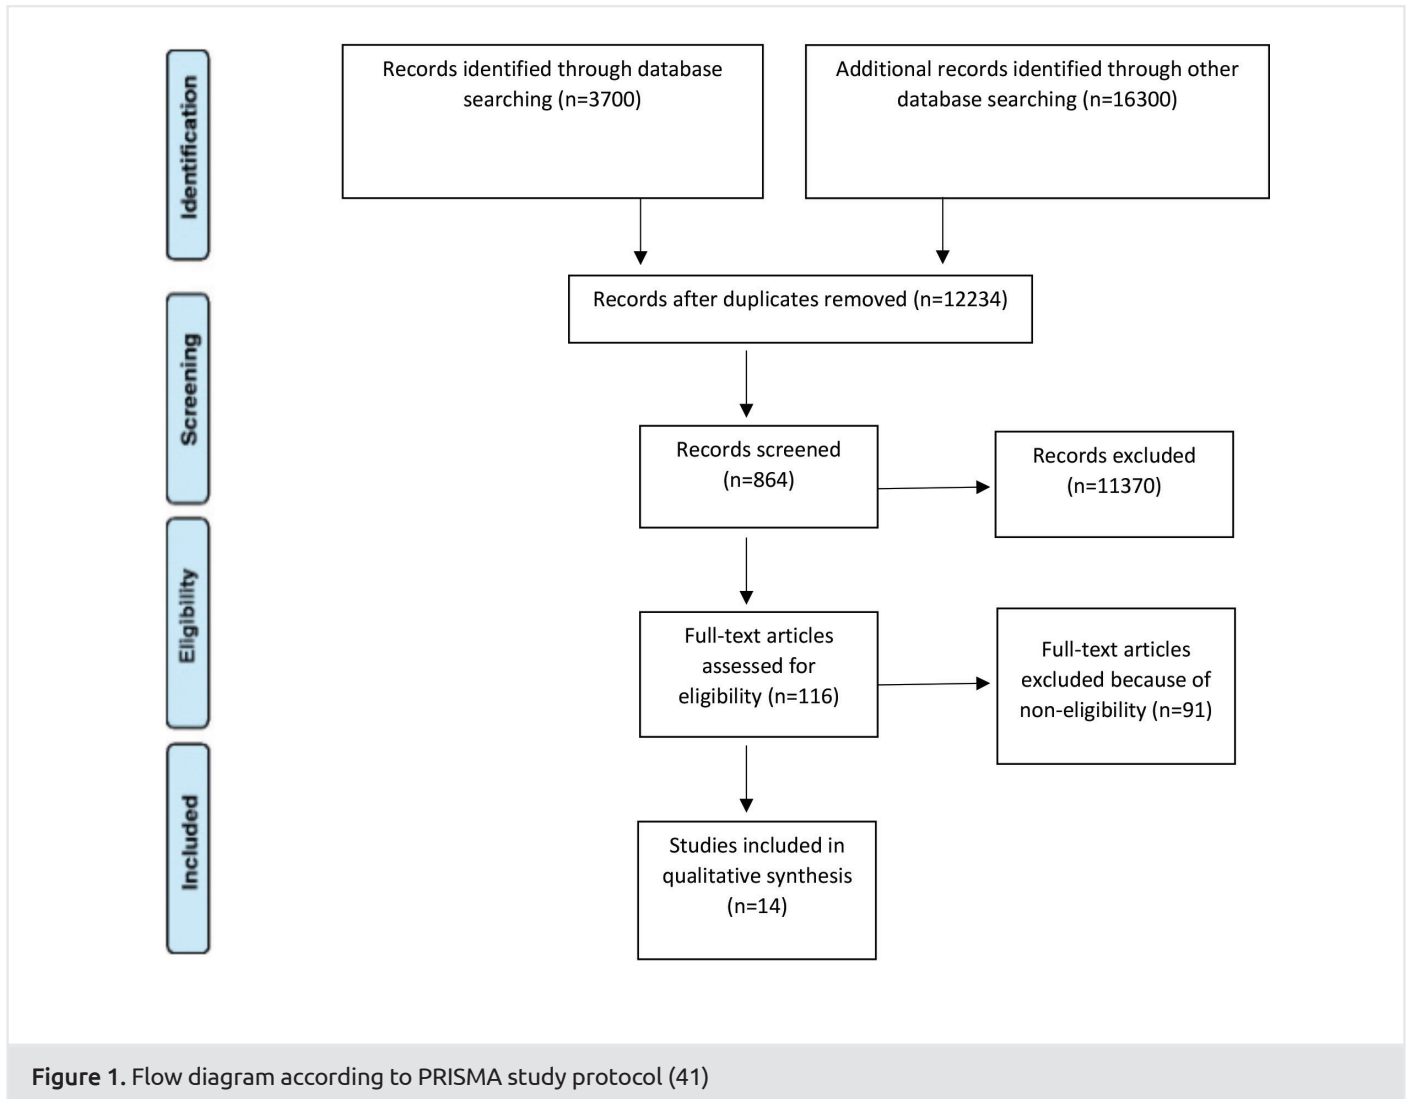 Identification
Records identified through database
searching (n=3700)
Additional records identified through other
database searching (n=16300)
Records after duplicates removed (n=12234)
Screening
Records screened
(n=864)
Records excluded
(n=11370)
Eligibility
Full-text articles
assessed for
eligibility (n=116)
Full-text articles
excluded because of
non-eligibility (n=91)
Included
Studies included in
qualitative synthesis
(n=14)
Figure 1. Flow diagram according to PRISMA study protocol (41)